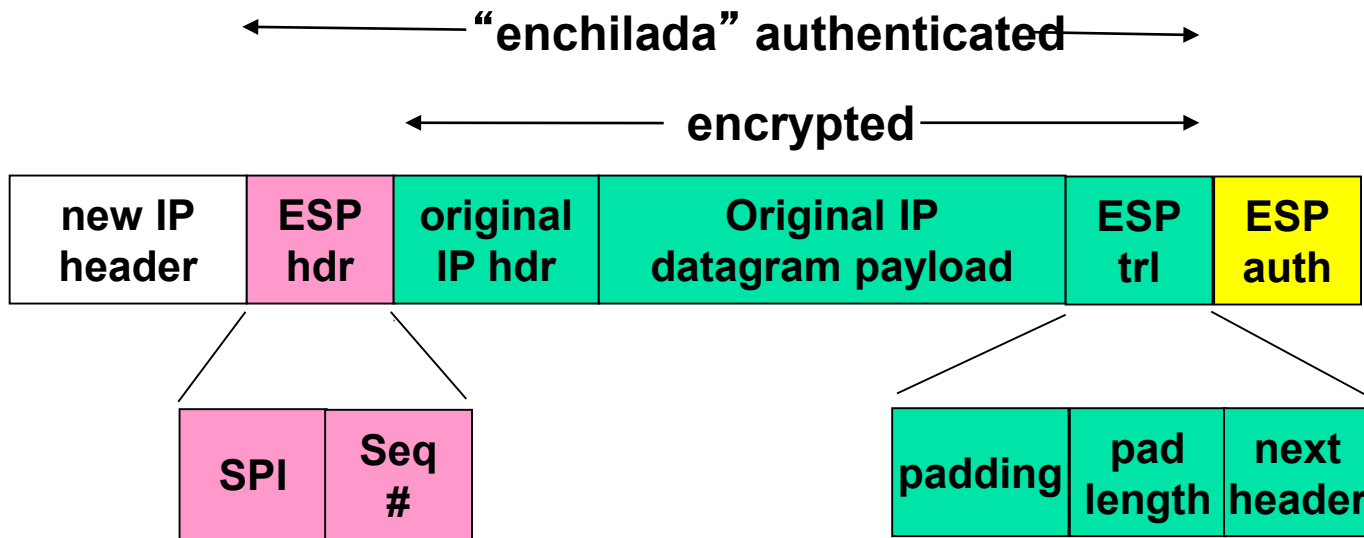 “enchilada” authenticated
encrypted
new IP
header
ESP
hdr
original
IP hdr
Original IP
datagram payload
ESP
trl
ESP
auth
SPI
Seq
#
padding
pad
length
next
header